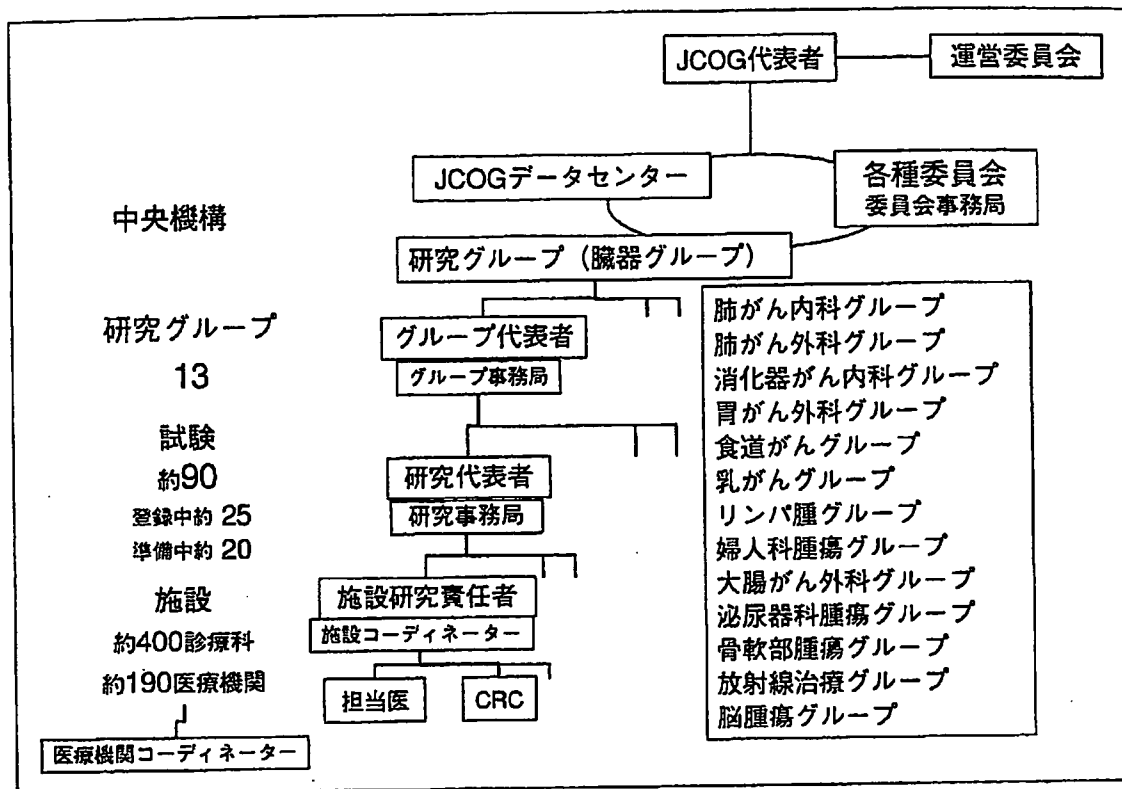 JCOG代表者
運営委員会
JCOGデータセンター
各種委員会
委員会事務局
中央機構
研究グループ（臓器グループ）
研究グループ
13
グループ代表者
グループ事務局
試験
約90
登録中約 25
準備中約 20
研究代表者
研究事務局
施設
約400診療科
約190医療機関
施設研究責任者
施設コーディネーター
担当医
CRC
医療機関コーディネーター
肺がん内科グループ
肺がん外科グループ
消化器がん内科グループ
胃がん外科グループ
食道がんグループ
乳がんグループ
リンパ腫グループ
婦人科腫瘍グループ
大腸がん外科グループ
泌尿器科腫瘍グループ
骨軟部腫瘍グループ
放射線治療グループ
脳腫瘍グループ